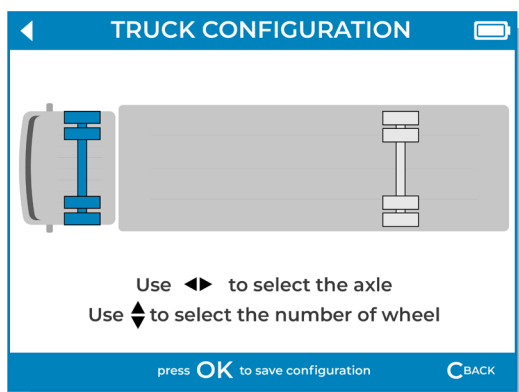 TRUCK CONFIGURATION
Use ◀▶ to select the axle
Use ▲▼ to select the number of wheel
press OK to save configuration
CBACK